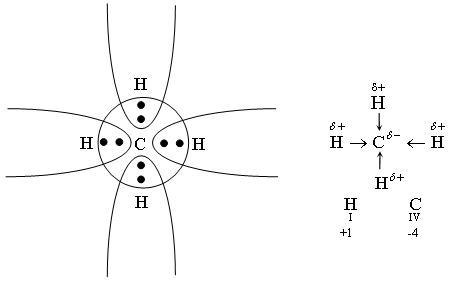 H
H C H
H
δ+
H
δ+ δ+
H → C δ− ← H
H δ+
H C
I IV
+1 -4